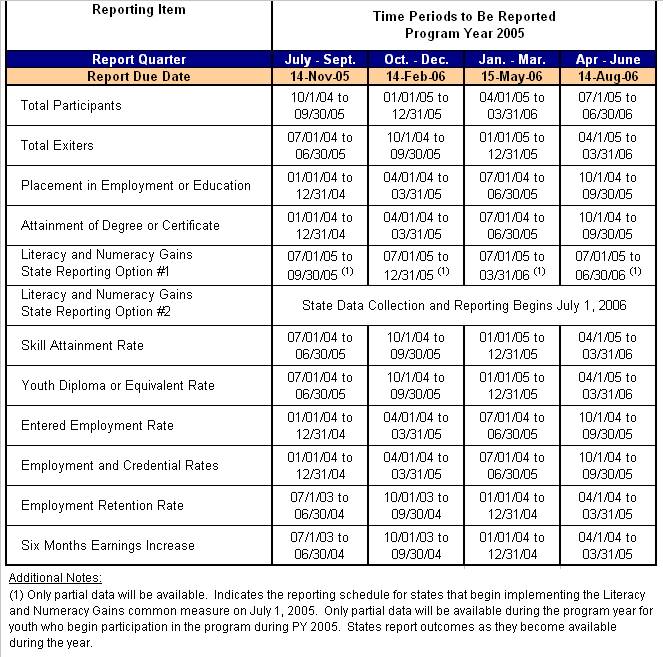 Reporting Item
Time Periods to Be Reported
Program Year 2005
Report Quarter July - Sept. Oct. - Dec. Jan. - Mar. Apr - June
Report Due Date 14-Nov-05 14-Feb-06 15-May-06 14-Aug-06
Total Participants
10/1/04 to 01/01/05 to 04/01/05 to 07/1/05 to
09/30/05 12/31/05 03/31/06 06/30/06
Total Exiters
07/01/04 to 10/1/04 to 01/01/05 to 04/1/05 to
06/30/05 09/30/05 12/31/05 03/31/06
Placement in Employment or Education
01/01/04 to 04/01/04 to 07/01/04 to 10/1/04 to
12/31/04 03/31/05 06/30/05 09/30/05
Attainment of Degree or Certificate
01/01/04 to 04/01/04 to 07/01/04 to 10/1/04 to
12/31/04 03/31/05 06/30/05 09/30/05
Literacy and Numeracy Gains 07/01/05 to 07/01/05 to 07/01/05 to 07/01/05 to
State Reporting Option #1 09/30/05 (1) 12/31/05 (1) 03/31/06 (1) 06/30/06 (1)
Literacy and Numeracy Gains
State Reporting Option #2
State Data Collection and Reporting Begins July 1, 2006
Skill Attainment Rate
07/01/04 to 10/1/04 to 01/01/05 to 04/1/05 to
06/30/05 09/30/05 12/31/05 03/31/06
Youth Diploma or Equivalent Rate
07/01/04 to 10/1/04 to 01/01/05 to 04/1/05 to
06/30/05 09/30/05 12/31/05 03/31/06
Entered Employment Rate
01/01/04 to 04/01/04 to 07/01/04 to 10/1/04 to
12/31/04 03/31/05 06/30/05 09/30/05
Employment and Credential Rates
01/01/04 to 04/01/04 to 07/01/04 to 10/1/04 to
12/31/04 03/31/05 06/30/05 09/30/05
Employment Retention Rate
07/1/03 to 10/01/03 to 01/01/04 to 04/1/04 to
06/30/04 09/30/04 12/31/04 03/31/05
Six Months Earnings Increase
07/1/03 to 10/01/03 to 01/01/04 to 04/1/04 to
06/30/04 09/30/04 12/31/04 03/31/05
Additional Notes:
(1) Only partial data will be available. Indicates the reporting schedule for states that begin implementing the Literacy
and Numeracy Gains common measure on July 1, 2005. Only partial data will be available during the program year for
youth who begin participation in the program during PY 2005. States report outcomes as they become available
during the year.